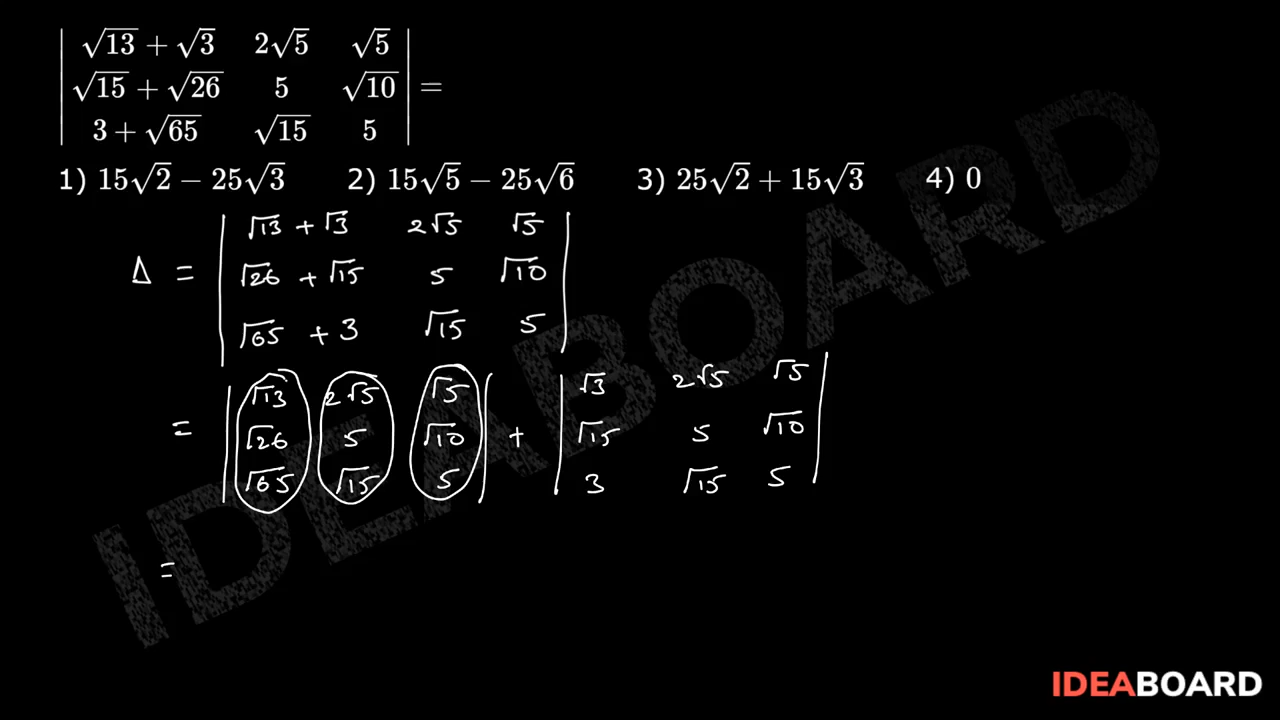 | √13 + √3 2√5 √5 |
| √15 + √26 5 √10 | =
| 3 + √65 √15 5 |
1) 15√2 − 25√3 2) 15√5 − 25√6 3) 25√2 + 15√3 4) 0
| √13 + √3 2√5 √5 |
Δ = | √26 + √15 5 √10 |
| √65 + 3 √15 5 |
| √13 2√5 √5 | | √3 2√5 √5 |
= | √26 5 √10 | + | √15 5 √10 |
| √65 √15 5 | | 3 √15 5 |
=
IDEABOARD
IDEABOARD